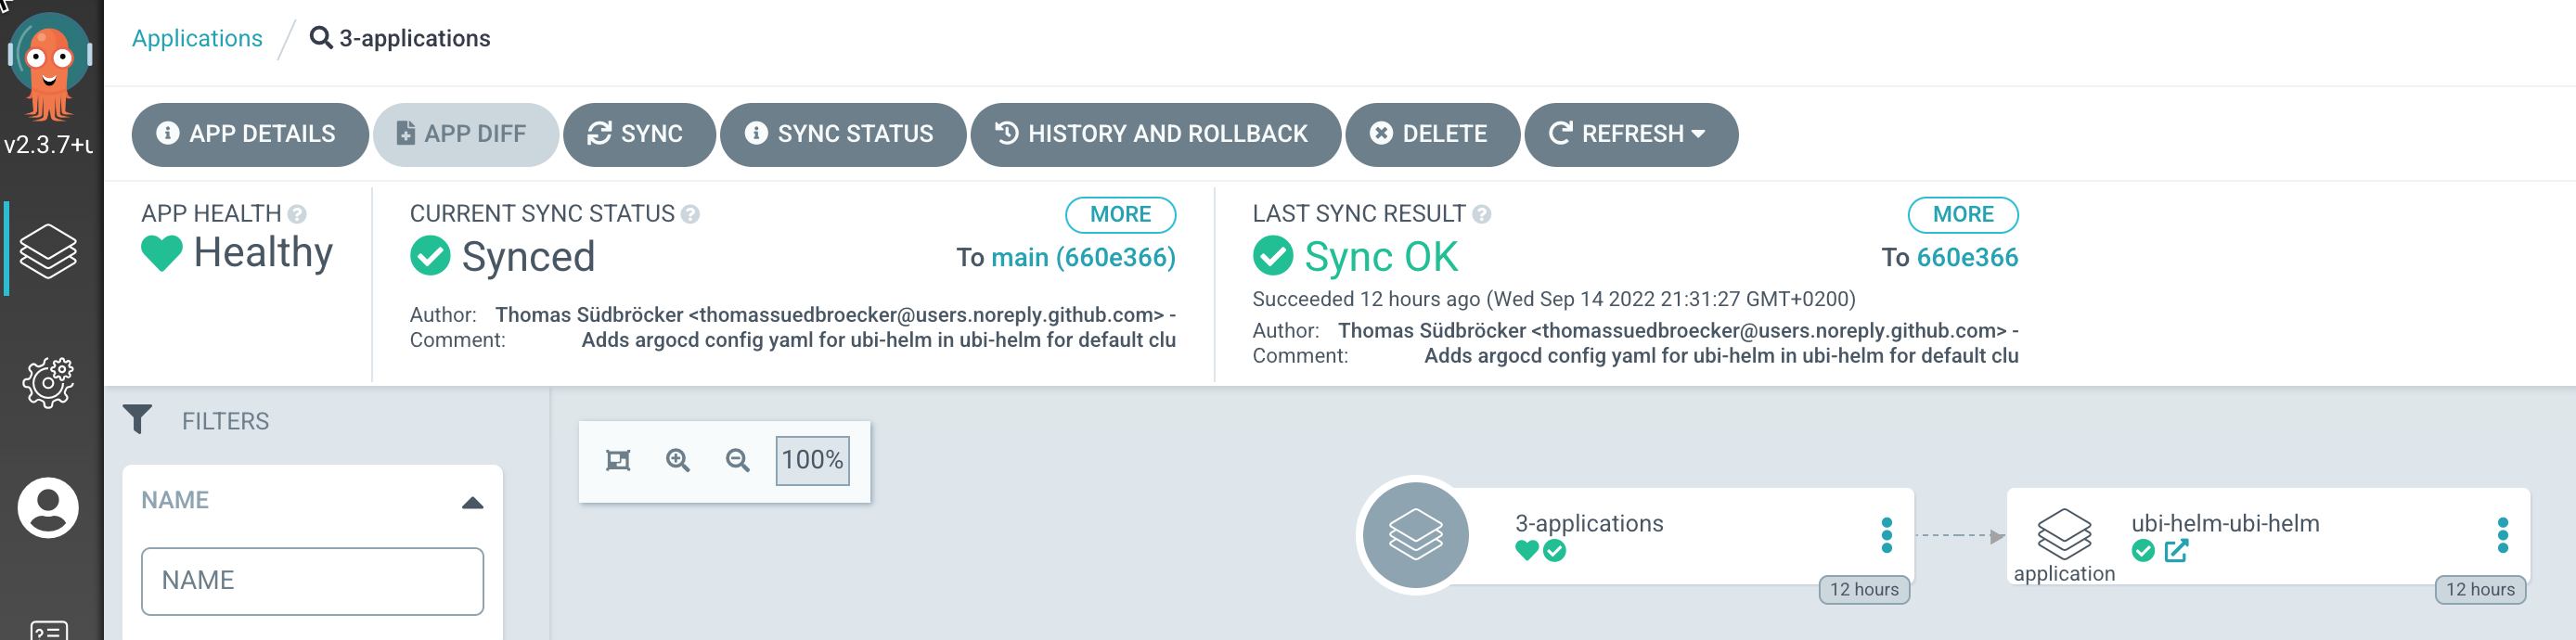 Applications / 3-applications
v2.3.7+u
APP DETAILS APP DIFF SYNC SYNC STATUS HISTORY AND ROLLBACK DELETE REFRESH
APP HEALTH
Healthy
CURRENT SYNC STATUS MORE
Synced To main (660e366)
Author: Thomas Südbröcker <thomassuedbroecker@users.noreply.github.com> -
Comment: Adds argocd config yaml for ubi-helm in ubi-helm for default clu
LAST SYNC RESULT MORE
Sync OK To 660e366
Succeeded 12 hours ago (Wed Sep 14 2022 21:31:27 GMT+0200)
Author: Thomas Südbröcker <thomassuedbroecker@users.noreply.github.com> -
Comment: Adds argocd config yaml for ubi-helm in ubi-helm for default clu
FILTERS
NAME
NAME
100%
3-applications
12 hours
ubi-helm-ubi-helm
application
12 hours